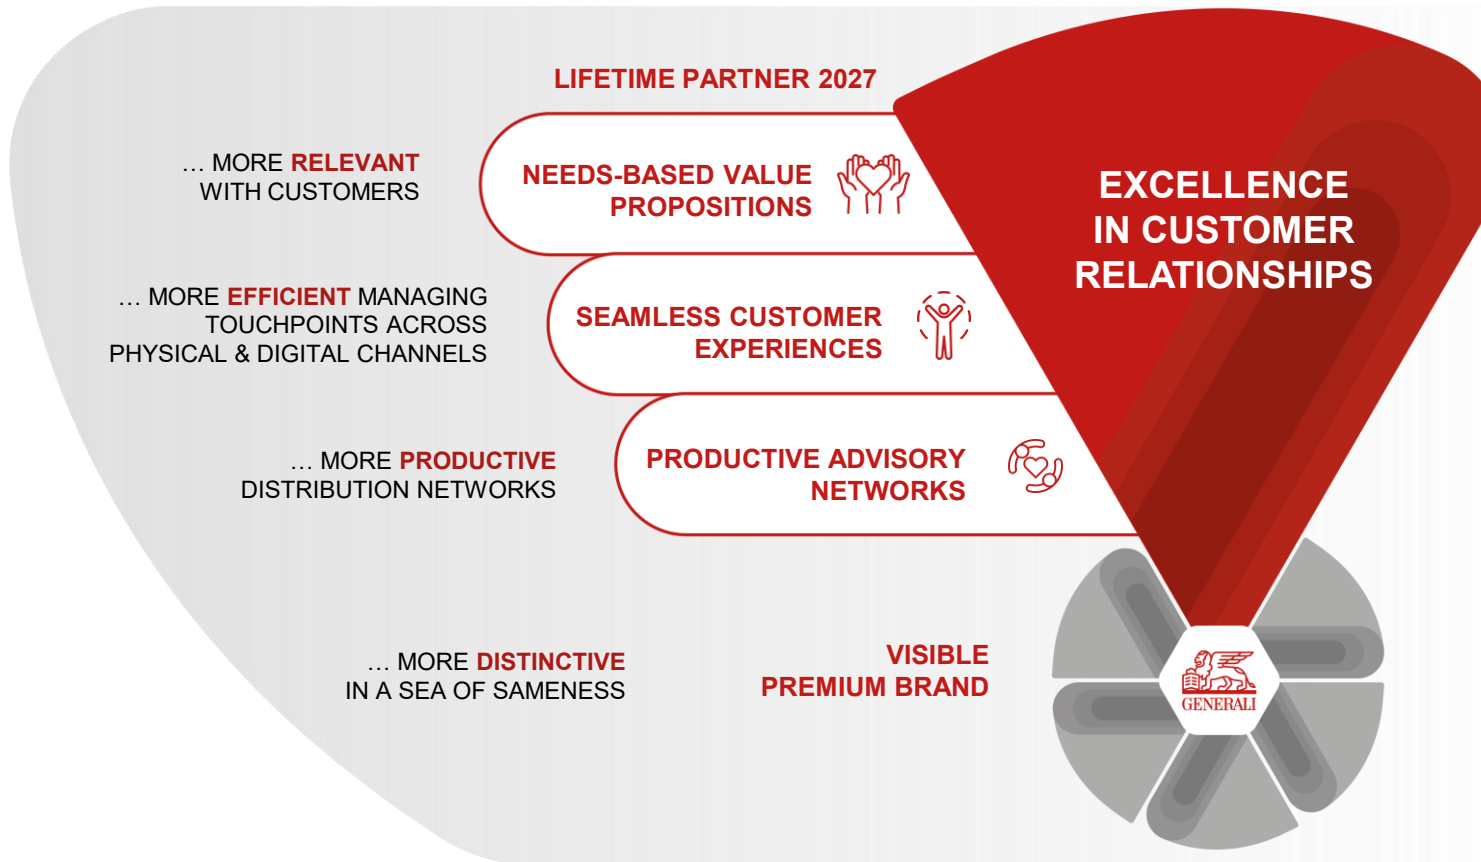 LIFETIME PARTNER 2027
… MORE RELEVANT
WITH CUSTOMERS
NEEDS-BASED VALUE
PROPOSITIONS
EXCELLENCE
IN CUSTOMER
RELATIONSHIPS
… MORE EFFICIENT MANAGING
TOUCHPOINTS ACROSS
PHYSICAL & DIGITAL CHANNELS
SEAMLESS CUSTOMER
EXPERIENCES
… MORE PRODUCTIVE
DISTRIBUTION NETWORKS
PRODUCTIVE ADVISORY
NETWORKS
… MORE DISTINCTIVE
IN A SEA OF SAMENESS
VISIBLE
PREMIUM BRAND
GENERALI